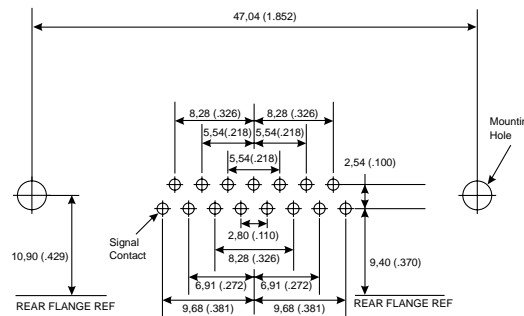 47,04 (1.852)
8,28 (.326)
8,28 (.326)
5,54(.218)
5,54(.218)
5,54(.218)
Mounting
Hole
2,54 (.100)
Signal
Contact
2,80 (.110)
10,90 (.429)
8,28 (.326)
9,40 (.370)
6,91 (.272)
6,91 (.272)
REAR FLANGE REF
REAR FLANGE REF
9,68 (.381)
9,68 (.381)